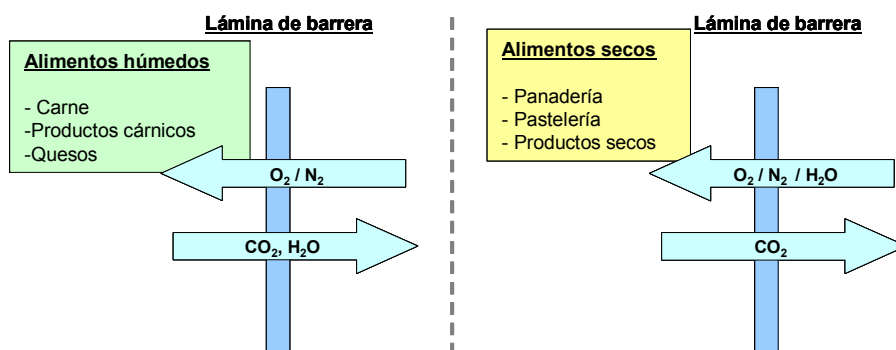 Lámina de barrera
Alimentos húmedos
- Carne
-Productos cárnicos
-Quesos
O₂ / N₂
CO₂, H₂O
Lámina de barrera
Alimentos secos
- Panadería
- Pastelería
- Productos secos
O₂ / N₂ / H₂O
CO₂